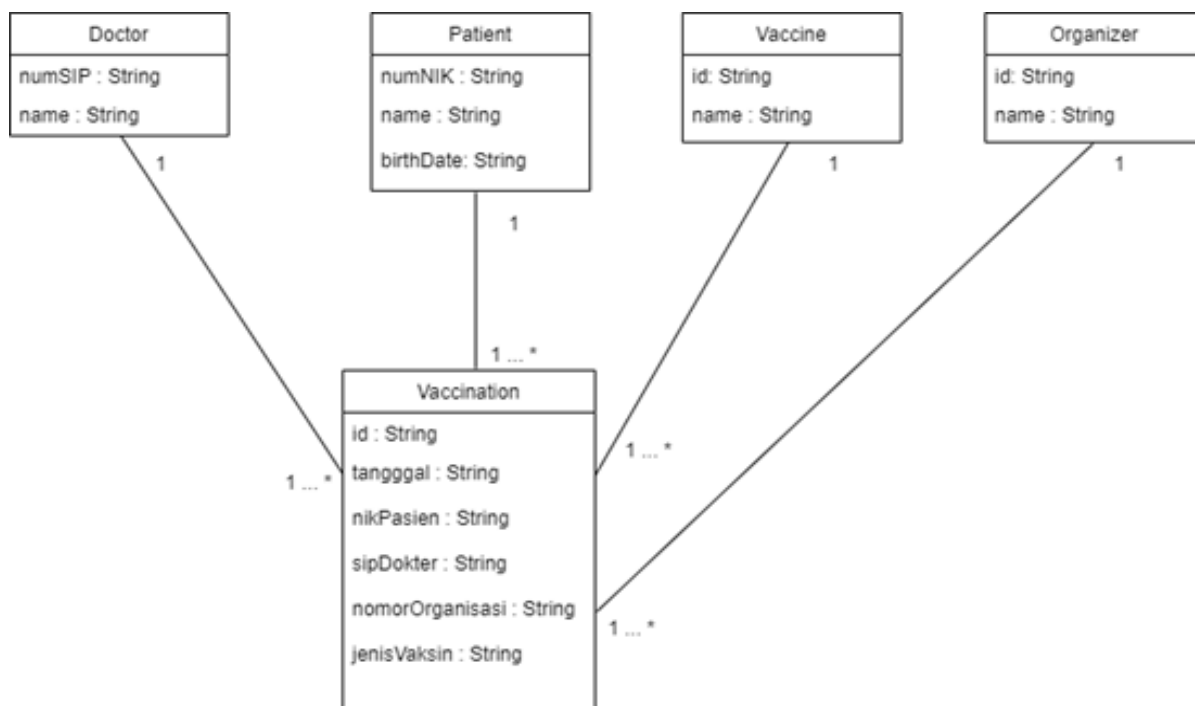 Doctor
numSIP : String
name : String
1
Patient
numNIK : String
name : String
birthDate: String
1
Vaccine
id: String
name : String
1
Organizer
id: String
name : String
1
1 ... *
1 ... *
1 ... *
1 ... *
Vaccination
id : String
tangggal : String
nikPasien : String
sipDokter : String
nomorOrganisasi : String
jenisVaksin : String